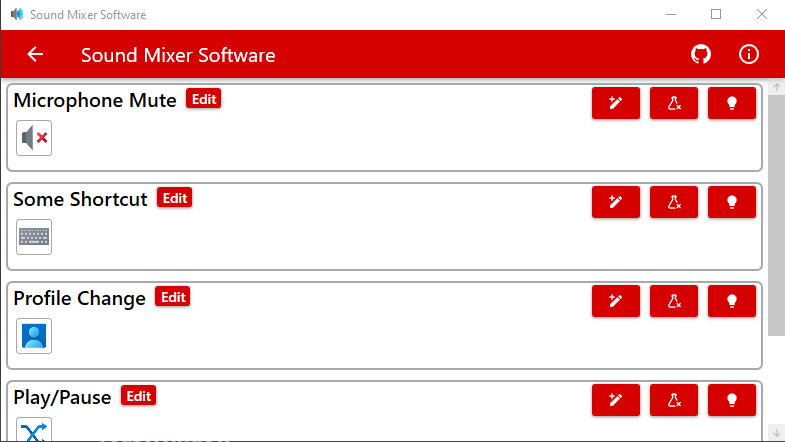 Sound Mixer Software
Sound Mixer Software
Microphone Mute Edit
Some Shortcut Edit
Profile Change Edit
Play/Pause Edit